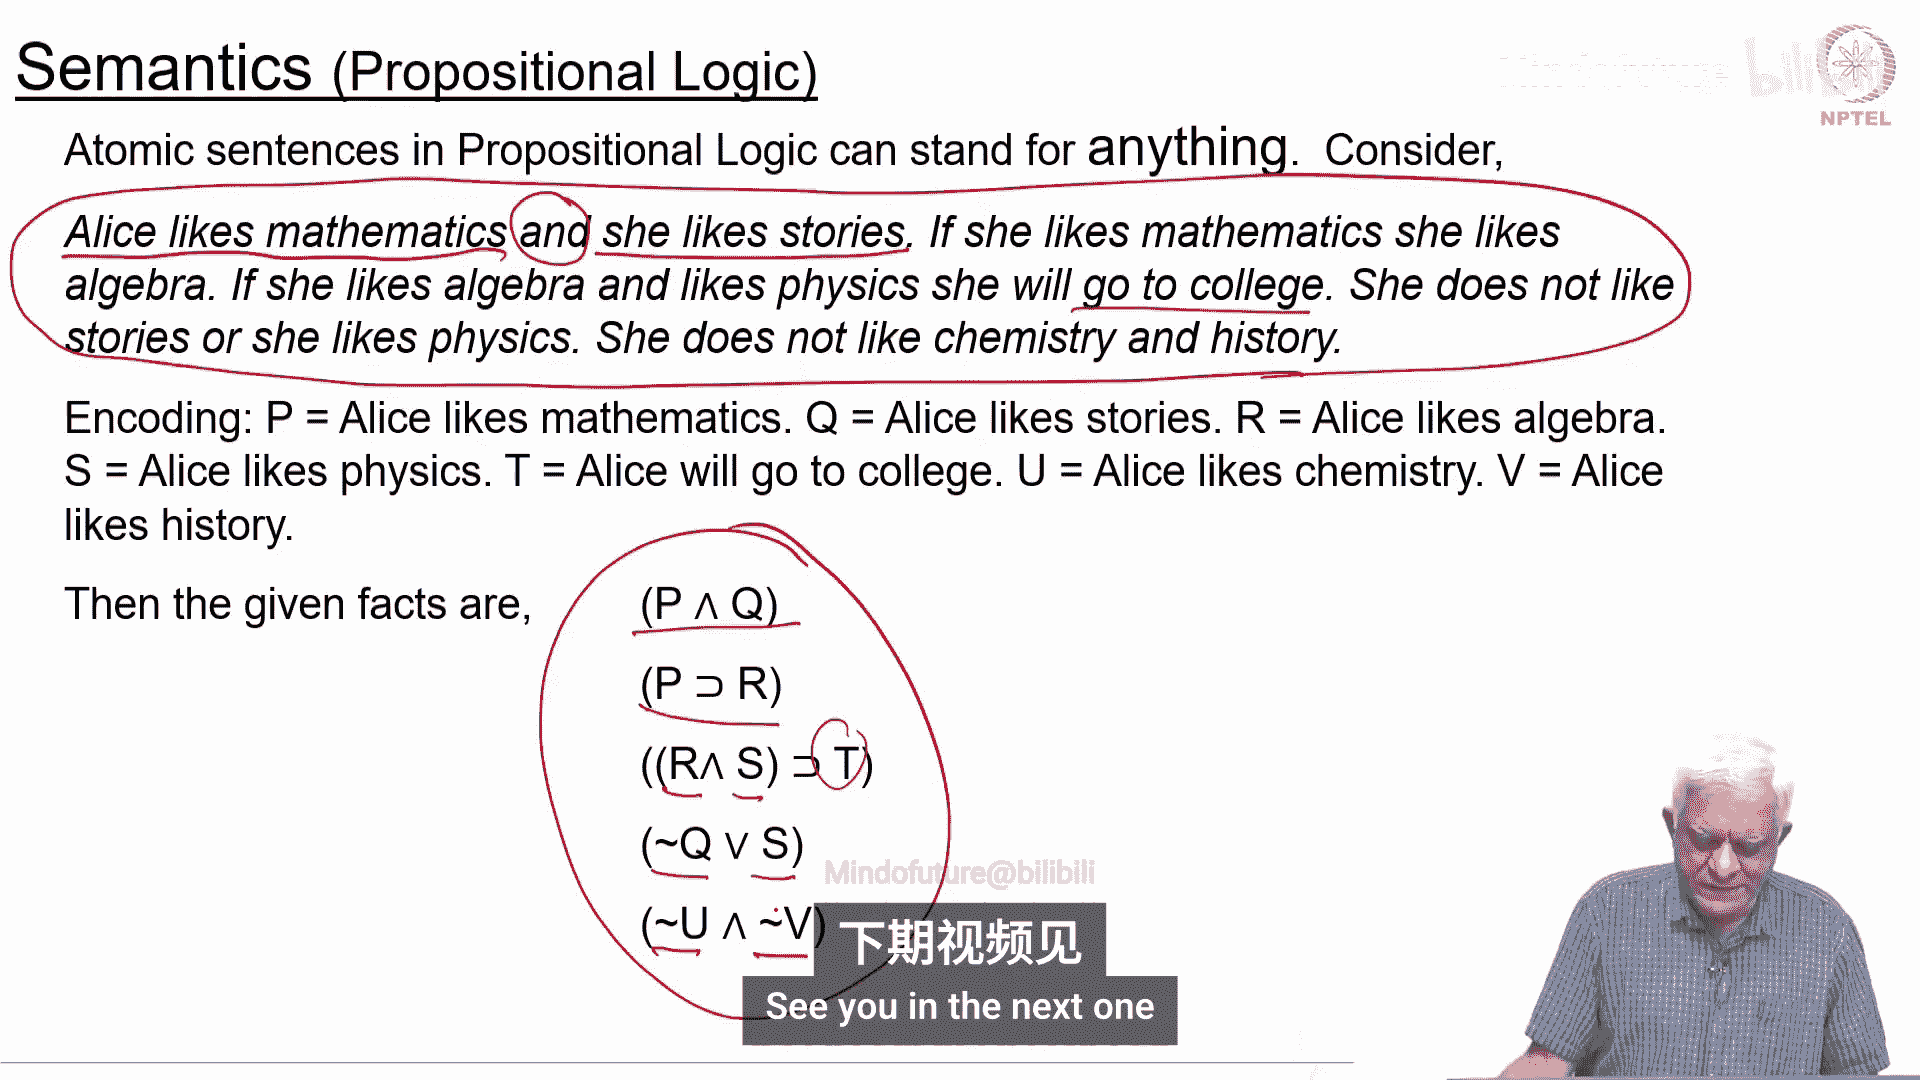 Semantics (Propositional Logic)
NPTEL
Atomic sentences in Propositional Logic can stand for anything. Consider,
Alice likes mathematics and she likes stories. If she likes mathematics she likes
algebra. If she likes algebra and likes physics she will go to college. She does not like
stories or she likes physics. She does not like chemistry and history.
Encoding: P = Alice likes mathematics. Q = Alice likes stories. R = Alice likes algebra.
S = Alice likes physics. T = Alice will go to college. U = Alice likes chemistry. V = Alice
likes history.
Then the given facts are, (P ∧ Q)
(P ⊃ R)
((R∧ S) ⊃ T)
(~Q ∨ S)
Mindofuture@bilibili
(~U ∧ ~V)
下期视频见
See you in the next one